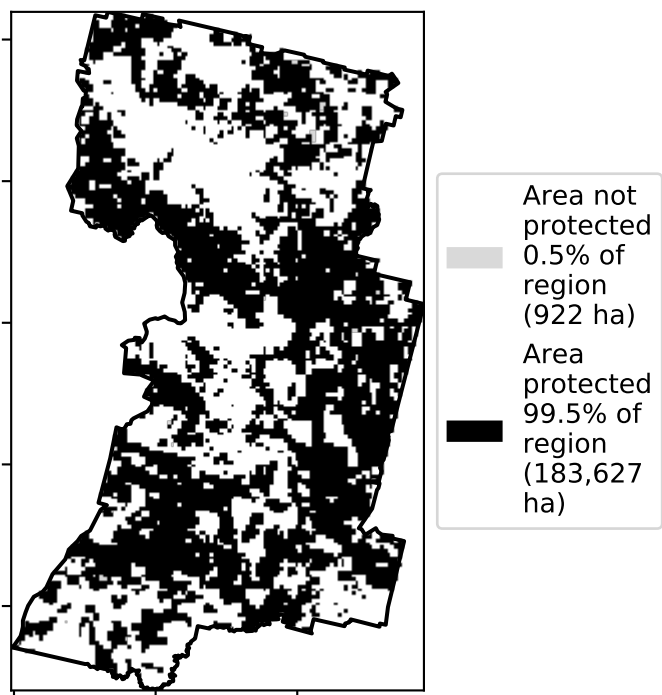 Area not
protected
0.5% of
region
(922 ha)
Area
protected
99.5% of
region
(183,627
ha)